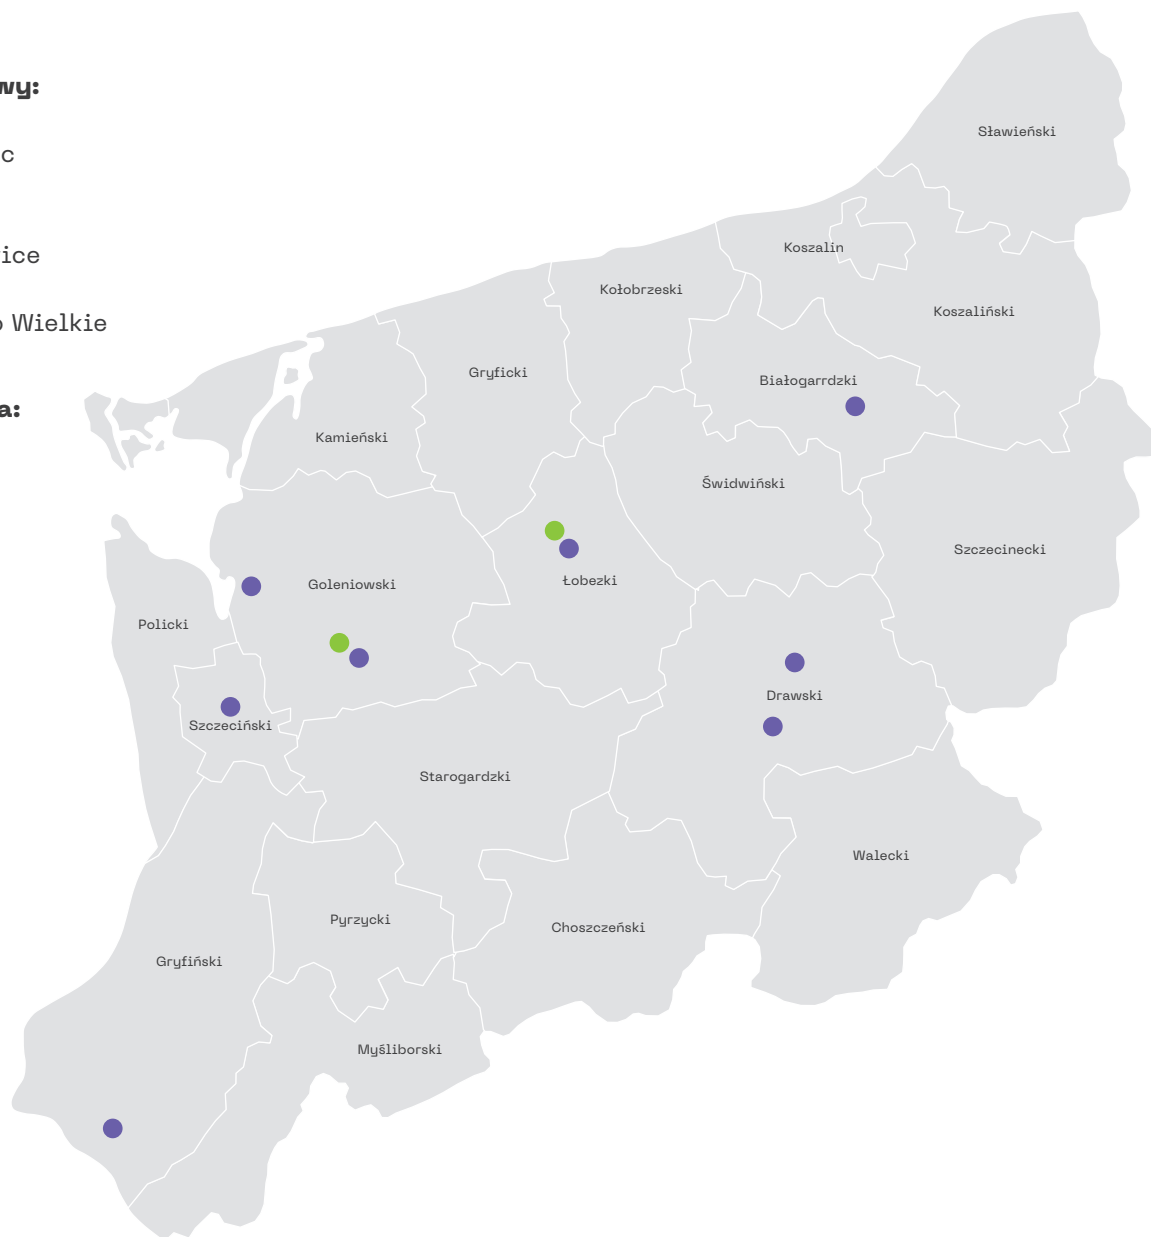 wy:
c
ice
Wielkie
a:
Sławieński
Koszalin
Kołobrzeski
Koszaliński
Gryficki
Białogarrdzki
Kamieński
Świdwiński
Szczecinecki
Łobezki
Goleniowski
Policki
Drawski
Szczeciński
Starogardzki
Walecki
Pyrzycki
Choszczeński
Gryfiński
Myśliborski